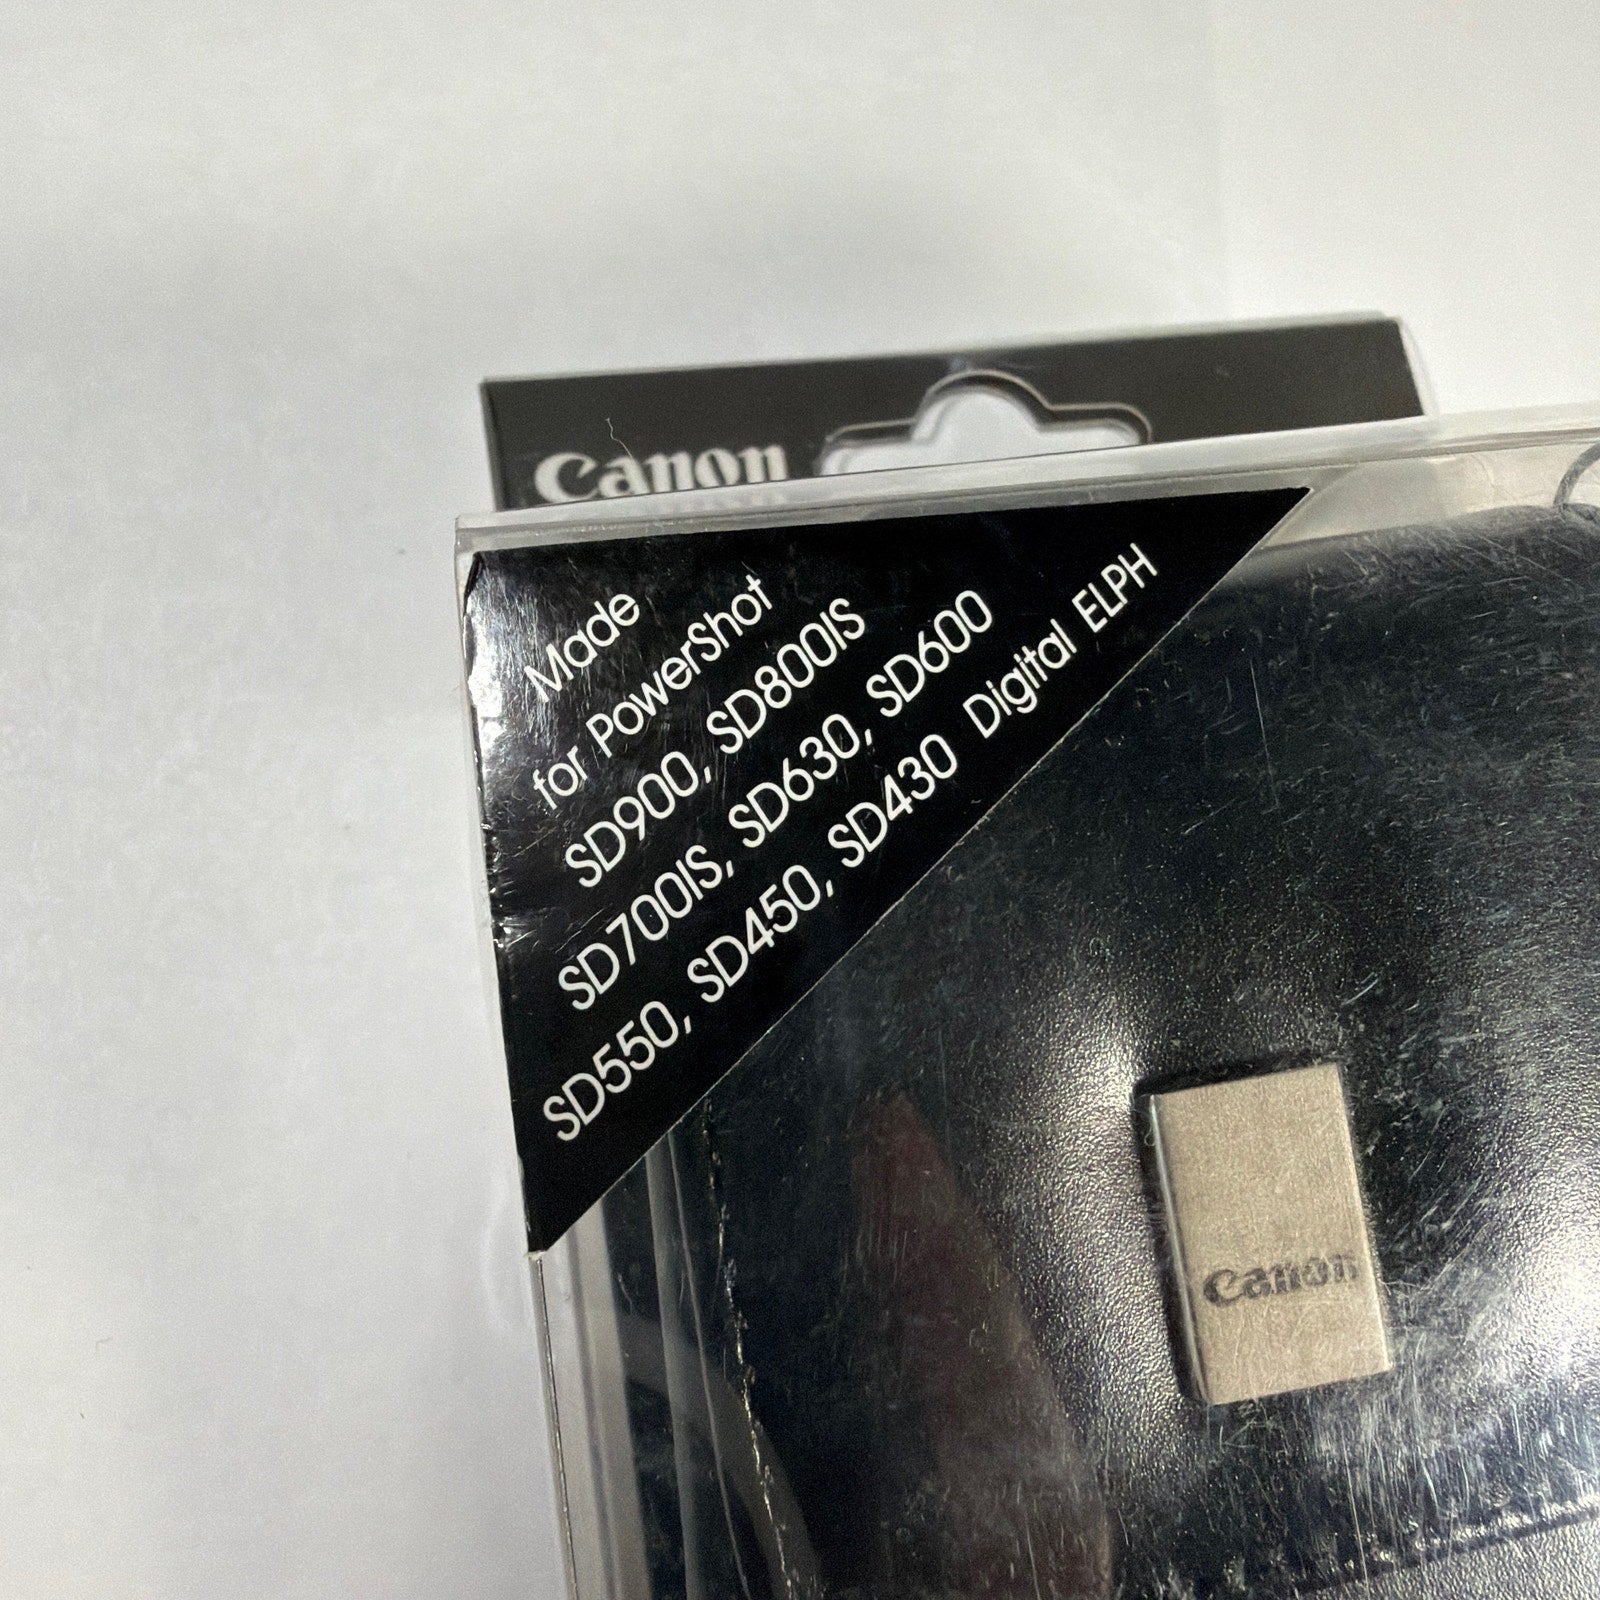 Canon
Made
for PowerShot
SD900, SD800IS
SD700IS, SD630, SD600
SD550, SD450, SD430 Digital ELPH
Canon